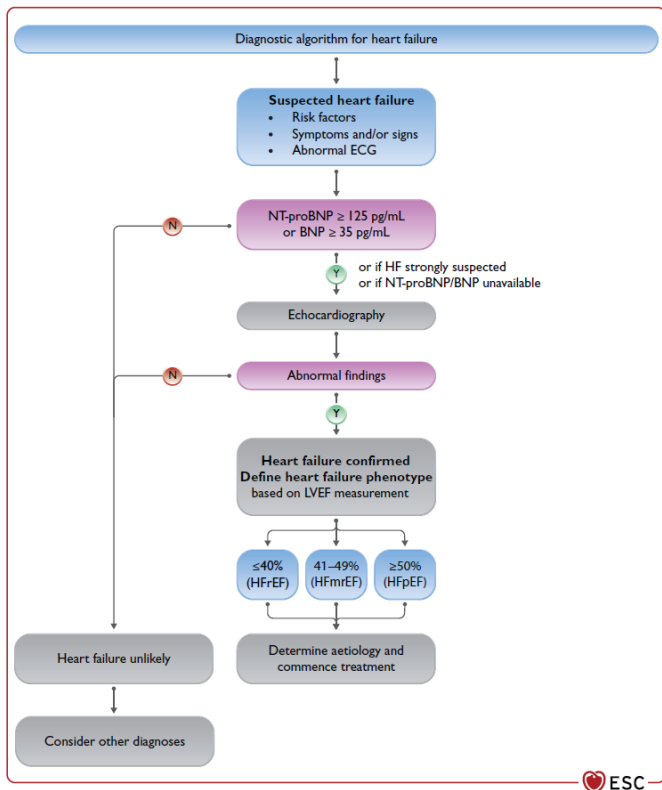 Diagnostic algorithm for heart failure
Suspected heart failure
• Risk factors
• Symptoms and/or signs
• Abnormal ECG
NT-proBNP ≥ 125 pg/mL
or BNP ≥ 35 pg/mL
N
Y
or if HF strongly suspected
or if NT-proBNP/BNP unavailable
Echocardiography
N
Abnormal findings
Y
Heart failure confirmed
Define heart failure phenotype
based on LVEF measurement
≤40%
(HFrEF)
41–49%
(HFmrEF)
≥50%
(HFpEF)
Heart failure unlikely
Determine aetiology and
commence treatment
Consider other diagnoses
ESC